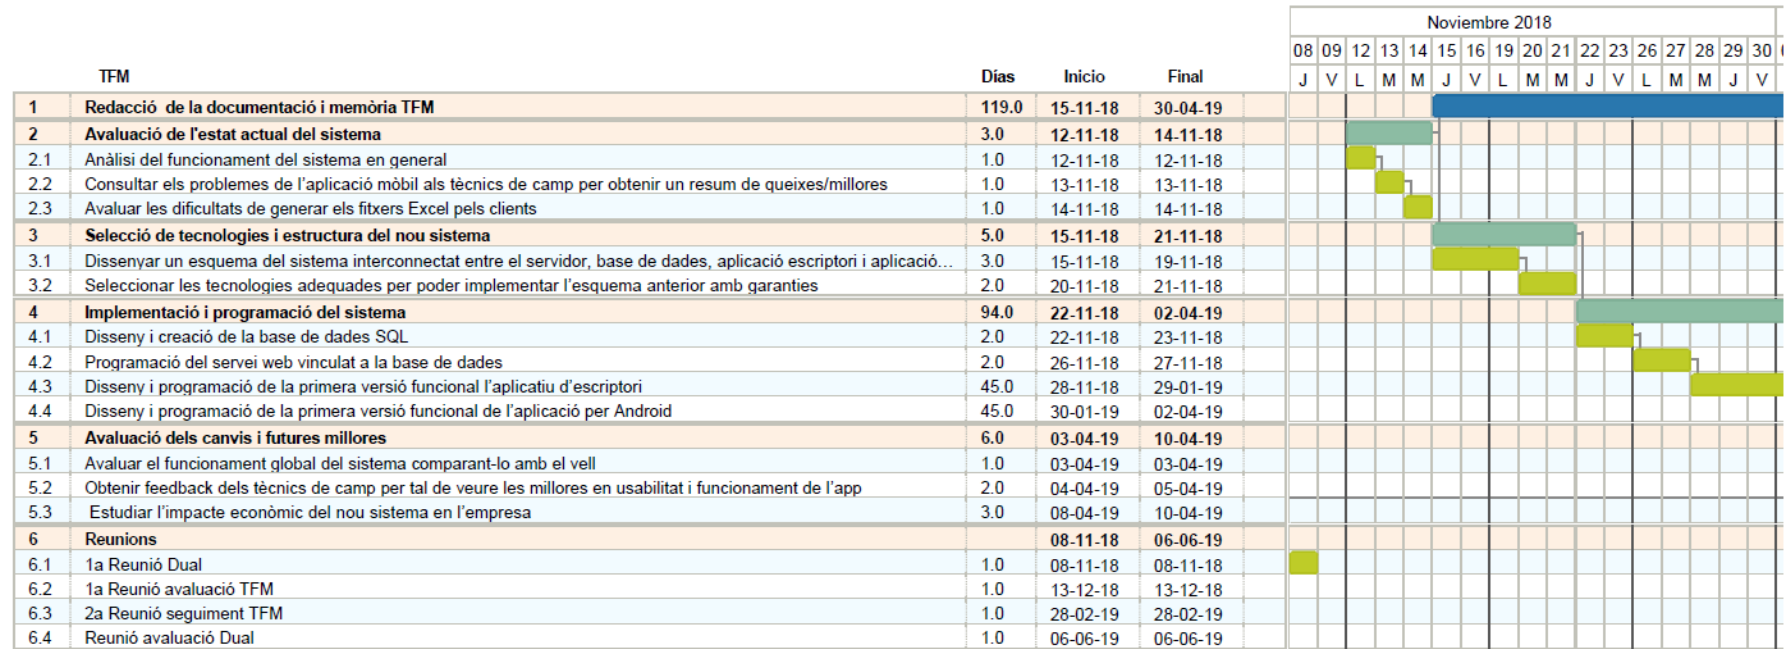 Noviembre 2018
08 09 12 13 14 15 16 19 20 21 22 23 26 27 28 29 30
TFM Días Inicio Final J V L M M J V L M M J V L M M J V
1 Redacció de la documentació i memòria TFM 119.0 15-11-18 30-04-19
2 Avaluació de l'estat actual del sistema 3.0 12-11-18 14-11-18
2.1 Anàlisi del funcionament del sistema en general 1.0 12-11-18 12-11-18
2.2 Consultar els problemes de l'aplicació mòbil als tècnics de camp per obtenir un resum de queixes/millores 1.0 13-11-18 13-11-18
2.3 Avaluar les dificultats de generar els fitxers Excel pels clients 1.0 14-11-18 14-11-18
3 Selecció de tecnologies i estructura del nou sistema 5.0 15-11-18 21-11-18
3.1 Dissenyar un esquema del sistema interconnectat entre el servidor, base de dades, aplicació escriptori i aplicació... 3.0 15-11-18 19-11-18
3.2 Seleccionar les tecnologies adequades per poder implementar l'esquema anterior amb garanties 2.0 20-11-18 21-11-18
4 Implementació i programació del sistema 94.0 22-11-18 02-04-19
4.1 Disseny i creació de la base de dades SQL 2.0 22-11-18 23-11-18
4.2 Programació del servei web vinculat a la base de dades 2.0 26-11-18 27-11-18
4.3 Disseny i programació de la primera versió funcional l'aplicatiu d'escriptori 45.0 28-11-18 29-01-19
4.4 Disseny i programació de la primera versió funcional de l'aplicació per Android 45.0 30-01-19 02-04-19
5 Avaluació dels canvis i futures millores 6.0 03-04-19 10-04-19
5.1 Avaluar el funcionament global del sistema comparant-lo amb el vell 1.0 03-04-19 03-04-19
5.2 Obtenir feedback dels tècnics de camp per tal de veure les millores en usabilitat i funcionament de l'app 2.0 04-04-19 05-04-19
5.3 Estudiar l'impacte econòmic del nou sistema en l'empresa 3.0 08-04-19 10-04-19
6 Reunions 08-11-18 06-06-19
6.1 1a Reunió Dual 1.0 08-11-18 08-11-18
6.2 1a Reunió avaluació TFM 1.0 13-12-18 13-12-18
6.3 2a Reunió seguiment TFM 1.0 28-02-19 28-02-19
6.4 Reunió avaluació Dual 1.0 06-06-19 06-06-19